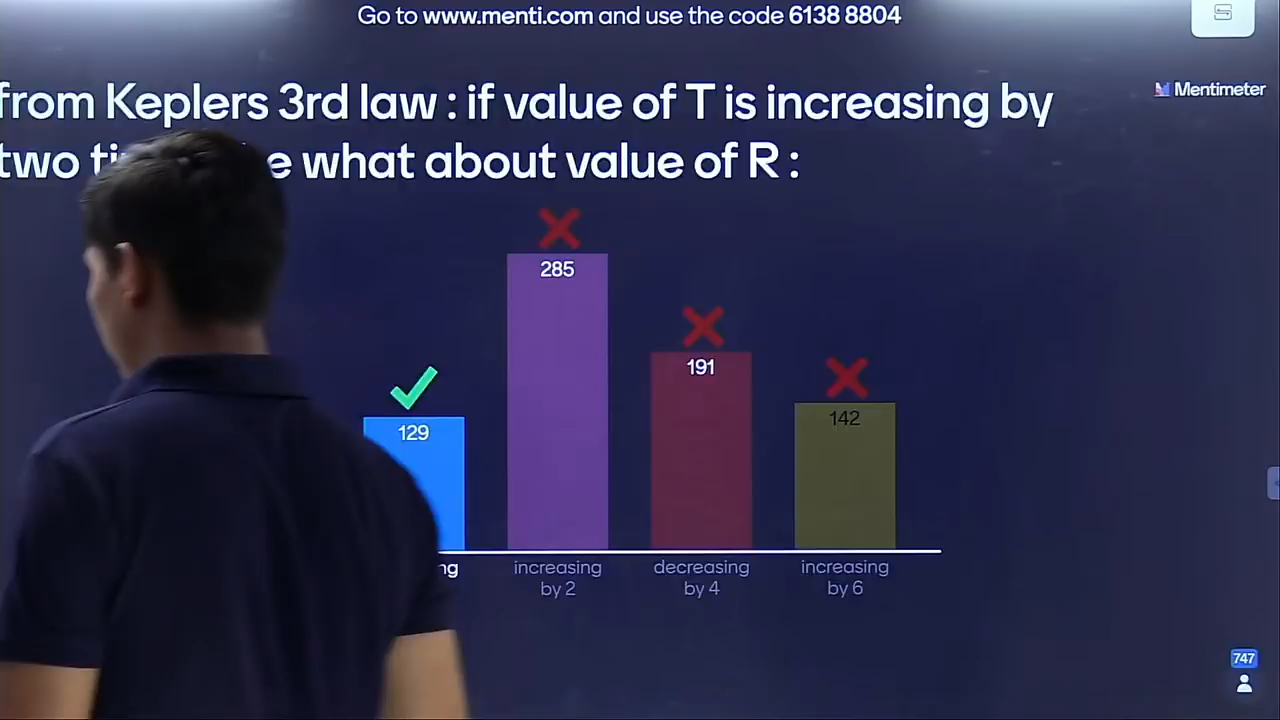 Go to www.menti.com and use the code 6138 8804
Mentimeter
from Keplers 3rd law : if value of T is increasing by
two what about value of R :
285
191
142
129
increasing
by 2
decreasing
by 4
increasing
by 6
747